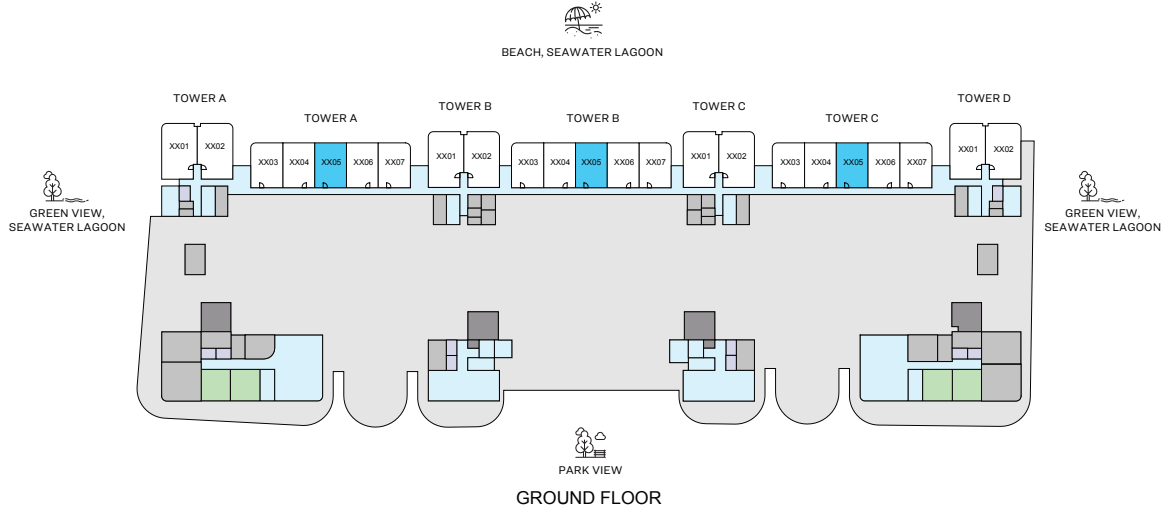 BEACH, SEAWATER LAGOON
TOWER A
TOWER A
TOWER B
TOWER B
TOWER C
TOWER C
TOWER D
XX01 XX02
XX03 XX04 XX05 XX06 XX07
XX01 XX02
XX03 XX04 XX05 XX06 XX07
XX01 XX02
XX03 XX04 XX05 XX06 XX07
XX01 XX02
GREEN VIEW,
SEAWATER LAGOON
GREEN VIEW,
SEAWATER LAGOON
PARK VIEW
GROUND FLOOR